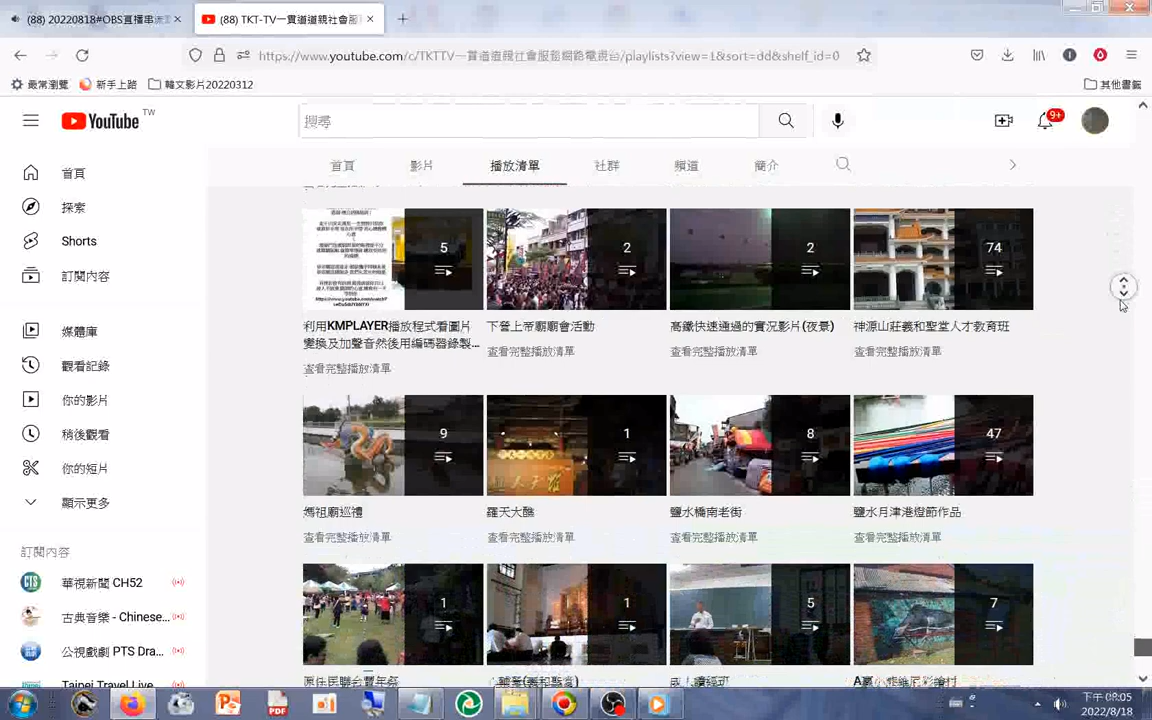 (88) 20220818#OBS直播串流
(88) TKT-TV一貫道道親社會服
https://www.youtube.com/c/TKTTV一貫道道親社會服務網路電視台/playlists?view=1&sort=dd&shelf_id=0
最常瀏覽
新手上路
韓文影片20220312
其他書籤
YouTube TW
搜尋
9+
首頁
影片
播放清單
社群
頻道
簡介
首頁
探索
Shorts
訂閱內容
媒體庫
觀看記錄
你的影片
稍後觀看
你的短片
顯示更多
訂閱內容
華視新聞 CH52
古典音樂 - Chinese...
公視戲劇 PTS Dra...
Taipei Travel Live
5
2
2
74
利用KMPLAYER播放程式看圖片
變換及加聲音然後用編碼器錄製...
查看完整播放清單
下營上帝廟廟會活動
查看完整播放清單
高鐵快速通過的實況影片(夜景)
查看完整播放清單
神源山莊義和聖堂人才教育班
查看完整播放清單
9
1
8
47
媽祖廟巡禮
查看完整播放清單
羅天大醮
查看完整播放清單
鹽水橋南老街
查看完整播放清單
鹽水月津港燈節作品
查看完整播放清單
1
1
5
7
原住民聯合豐年祭
下午 08:05
2022/8/18